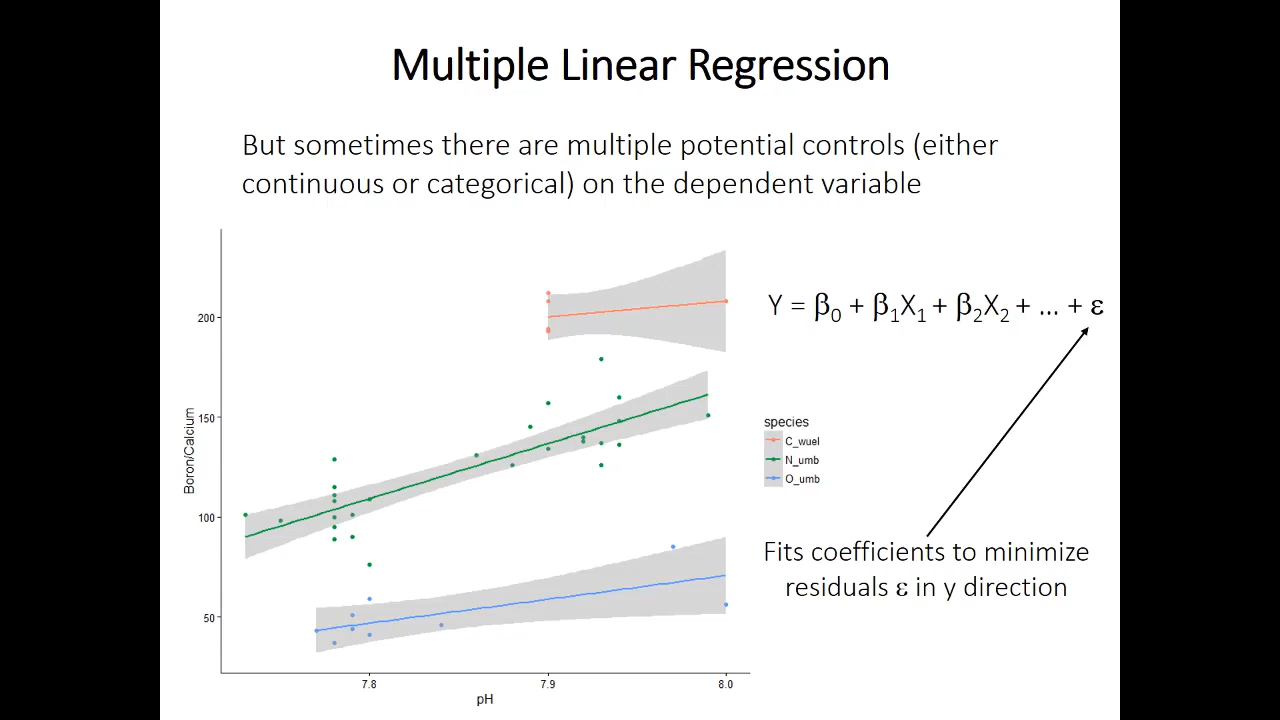 Multiple Linear Regression
But sometimes there are multiple potential controls (either
continuous or categorical) on the dependent variable
Y = β₀ + β₁X₁ + β₂X₂ + ... + ε
200
150
100
50
Boron/Calcium
7.8
7.9
8.0
pH
species
C_wuel
N_umb
O_umb
Fits coefficients to minimize
residuals ε in y direction